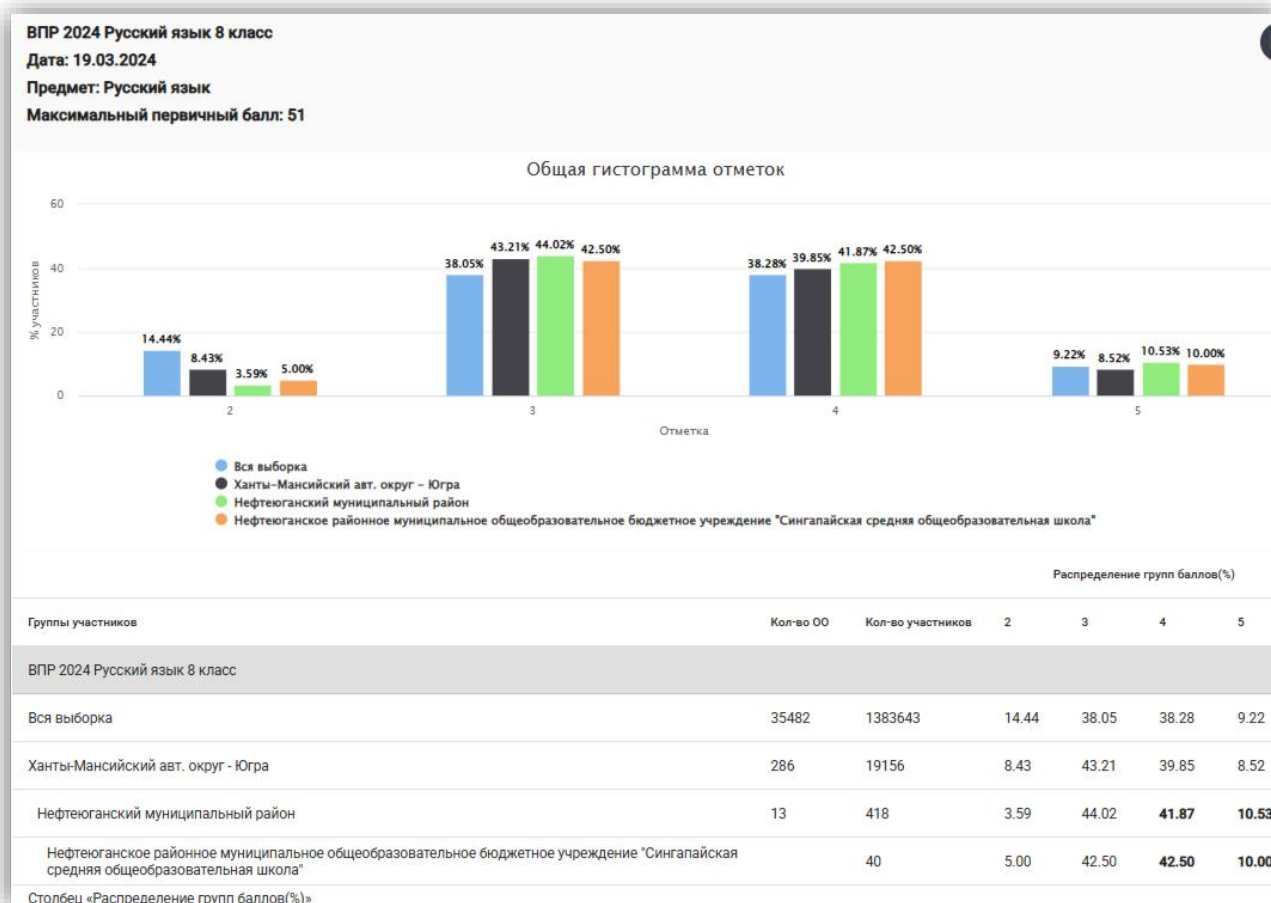 ВПР 2024 Русский язык 8 класс
Дата: 19.03.2024
Предмет: Русский язык
Максимальный первичный балл: 51
Общая гистограмма отметок
% участников
60
40
20
0
14.44% 8.43% 3.59% 5.00%
38.05% 43.21% 44.02% 42.50%
38.28% 39.85% 41.87% 42.50%
9.22% 8.52% 10.53% 10.00%
2 3 4 5
Отметка
Вся выборка
Ханты-Мансийский авт. округ – Югра
Нефтеюганский муниципальный район
Нефтеюганское районное муниципальное общеобразовательное бюджетное учреждение "Сингапайская средняя общеобразовательная школа"
Распределение групп баллов(%)
Группы участников Кол-во ОО Кол-во участников 2 3 4 5
ВПР 2024 Русский язык 8 класс
Вся выборка 35482 1383643 14.44 38.05 38.28 9.22
Ханты-Мансийский авт. округ - Югра 286 19156 8.43 43.21 39.85 8.52
Нефтеюганский муниципальный район 13 418 3.59 44.02 41.87 10.53
Нефтеюганское районное муниципальное общеобразовательное бюджетное учреждение "Сингапайская
средняя общеобразовательная школа" 40 5.00 42.50 42.50 10.00
Столбец «Распределение групп баллов(%)»